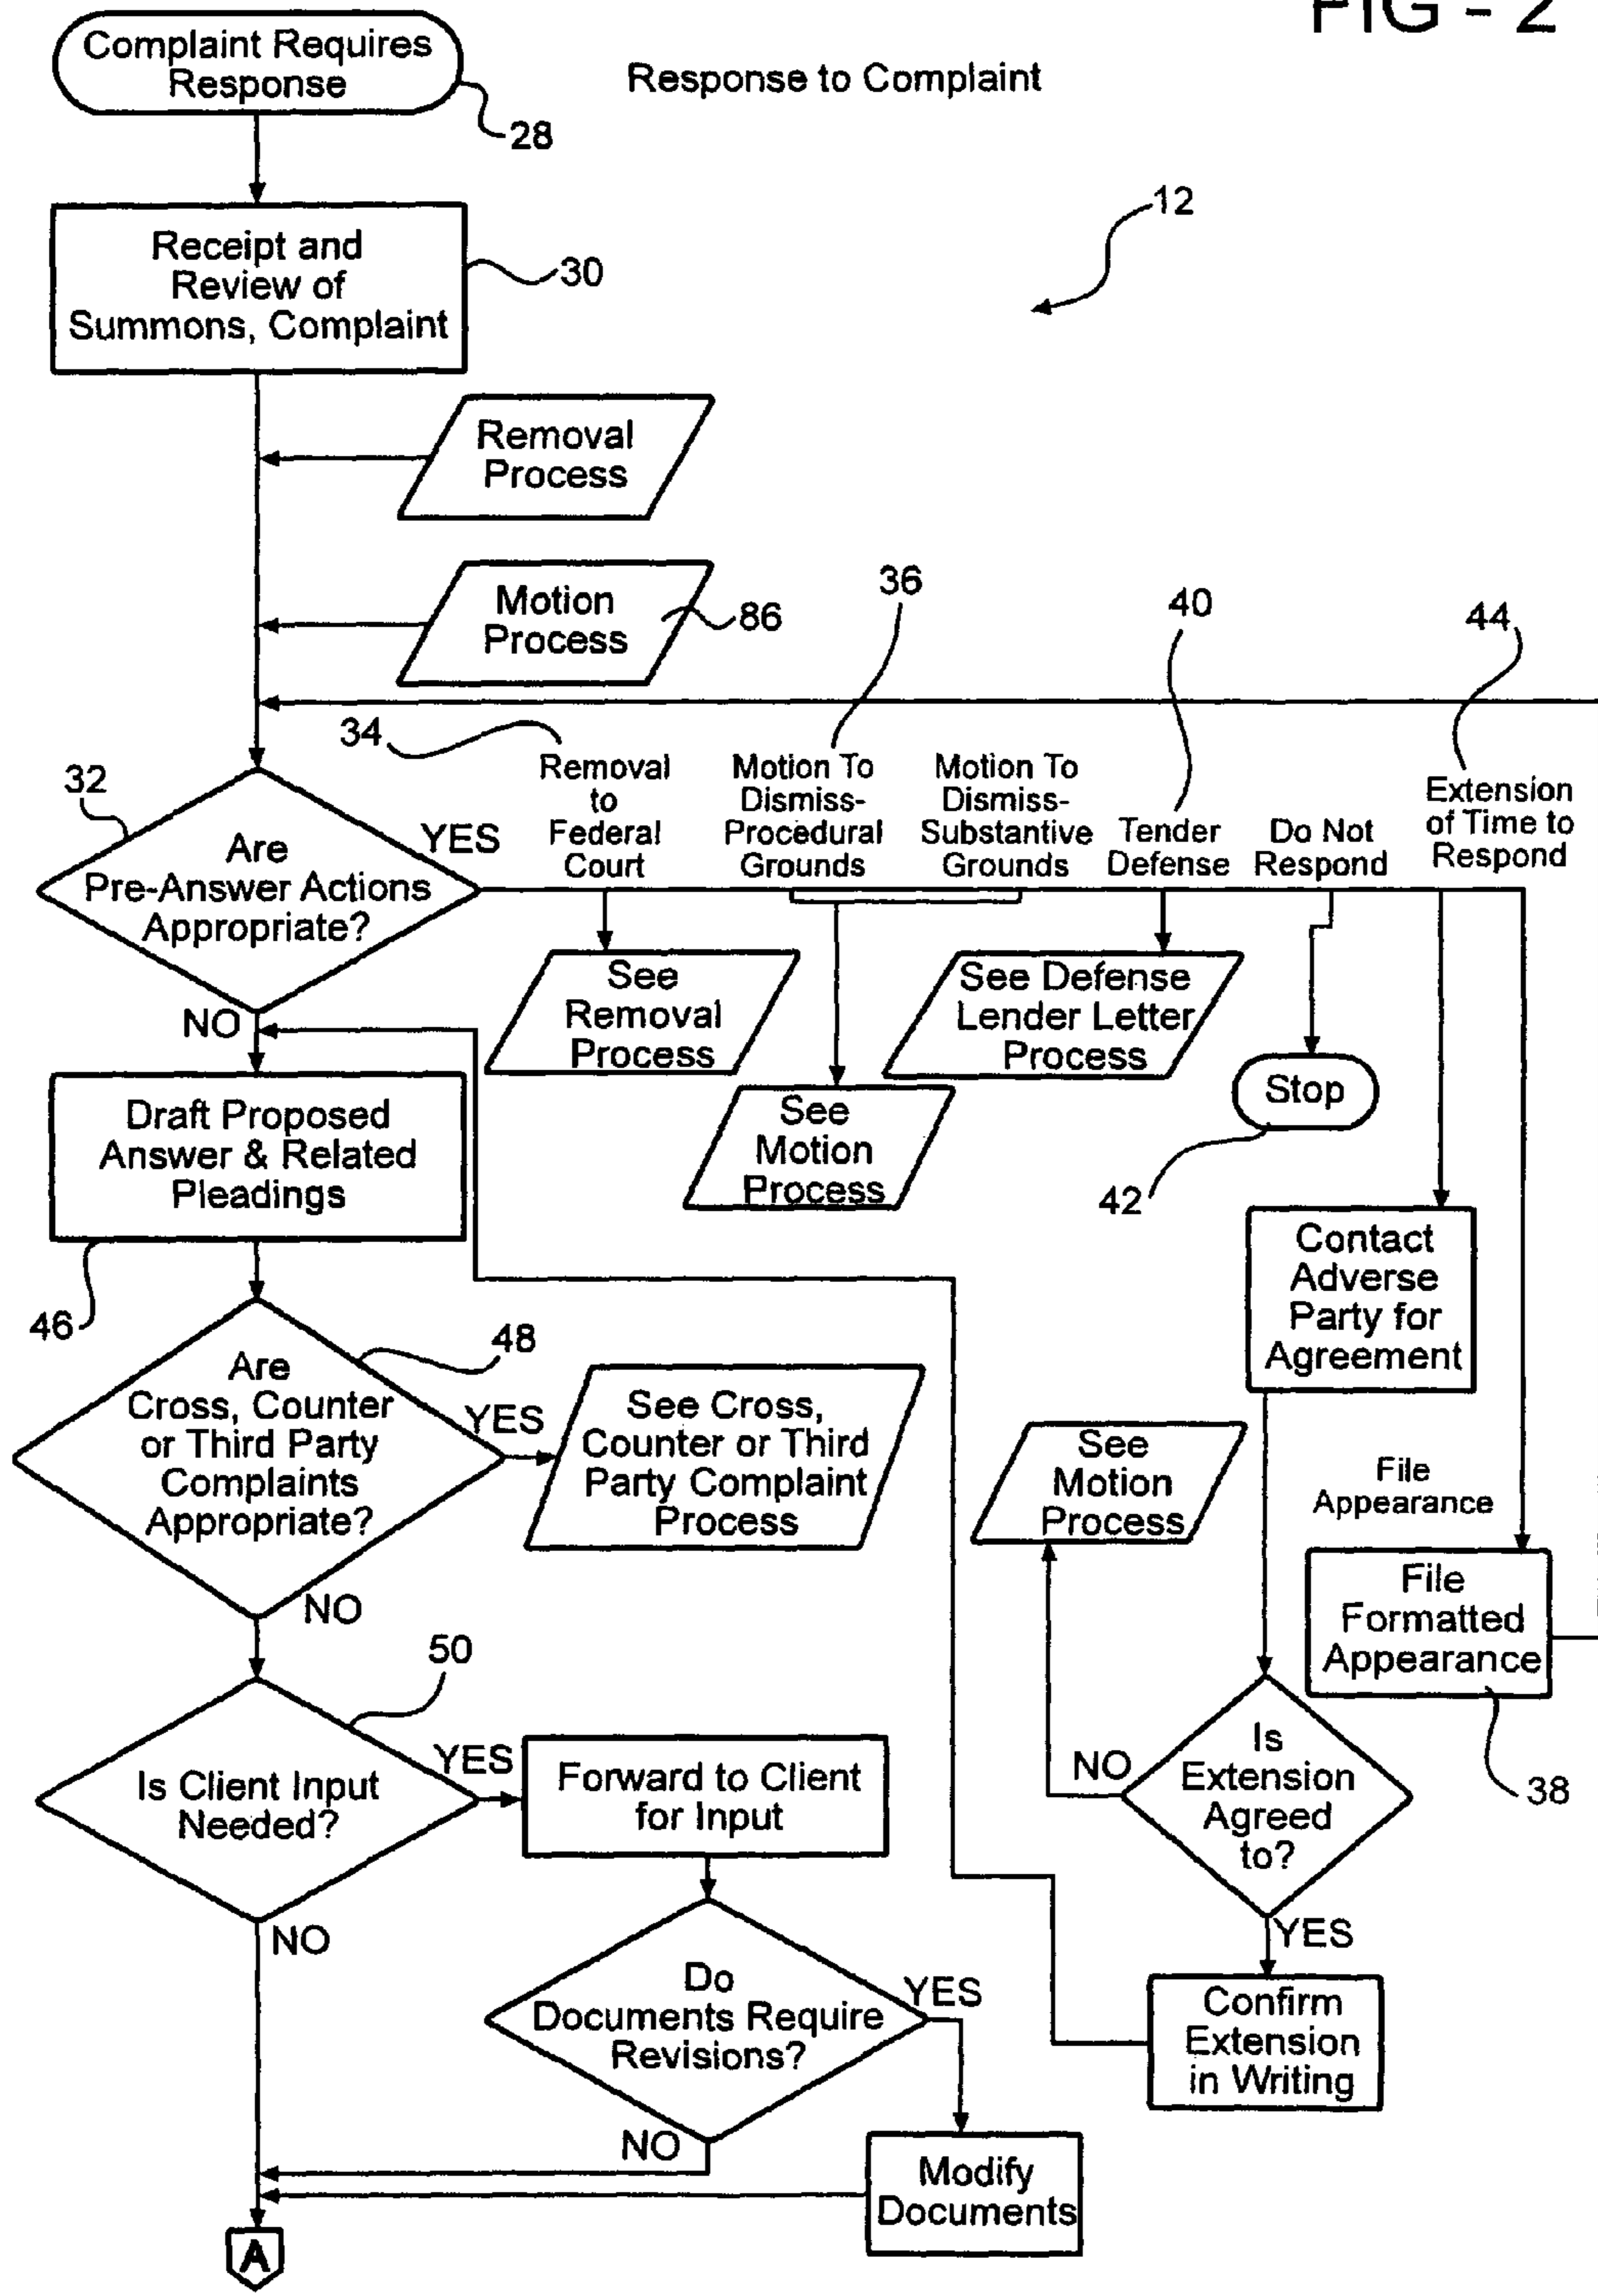 FIG - 2
Complaint Requires
Response
Response to Complaint
28
12
Receipt and
Review of
Summons, Complaint
30
Removal
Process
Motion
Process
86
36
40
44
34
32
Removal
to
Federal
Court
Motion To
Dismiss-
Procedural
Grounds
Motion To
Dismiss-
Substantive
Grounds
Tender
Defense
Do Not
Respond
Extension
of Time to
Respond
Are
Pre-Answer Actions
Appropriate?
YES
NO
See
Removal
Process
See Defense
Lender Letter
Process
See
Motion
Process
Stop
42
Draft Proposed
Answer & Related
Pleadings
46
Contact
Adverse
Party for
Agreement
48
Are
Cross, Counter
or Third Party
Complaints
Appropriate?
YES
NO
See Cross,
Counter or Third
Party Complaint
Process
See
Motion
Process
File
Appearance
File
Formatted
Appearance
38
50
Is Client Input
Needed?
YES
NO
Forward to Client
for Input
Is
Extension
Agreed
to?
NO
YES
Do
Documents Require
Revisions?
YES
NO
Confirm
Extension
in Writing
Modify
Documents
A